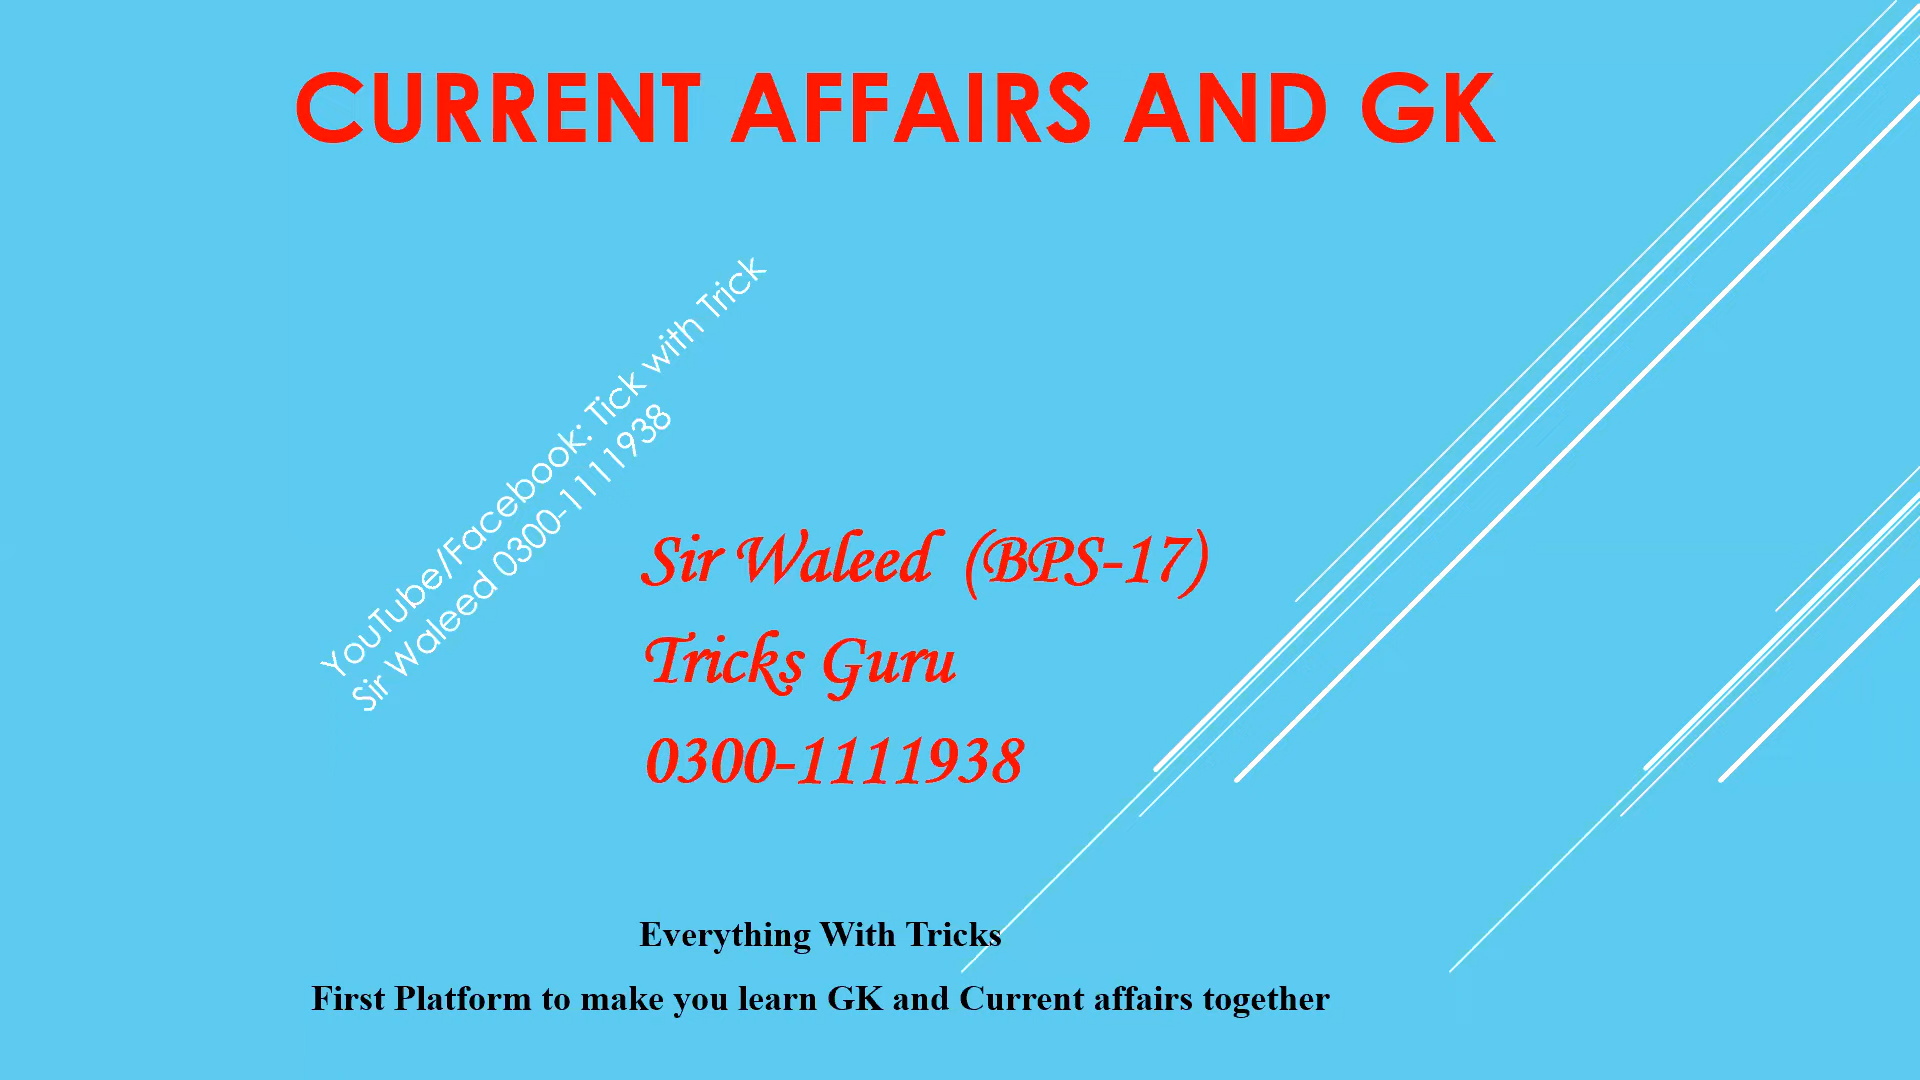 CURRENT AFFAIRS AND GK
YouTube/Facebook: Tick with Trick
Sir Waleed 0300-1111938
Sir Waleed (BPS-17)
Tricks Guru
0300-1111938
Everything With Tricks
First Platform to make you learn GK and Current affairs together